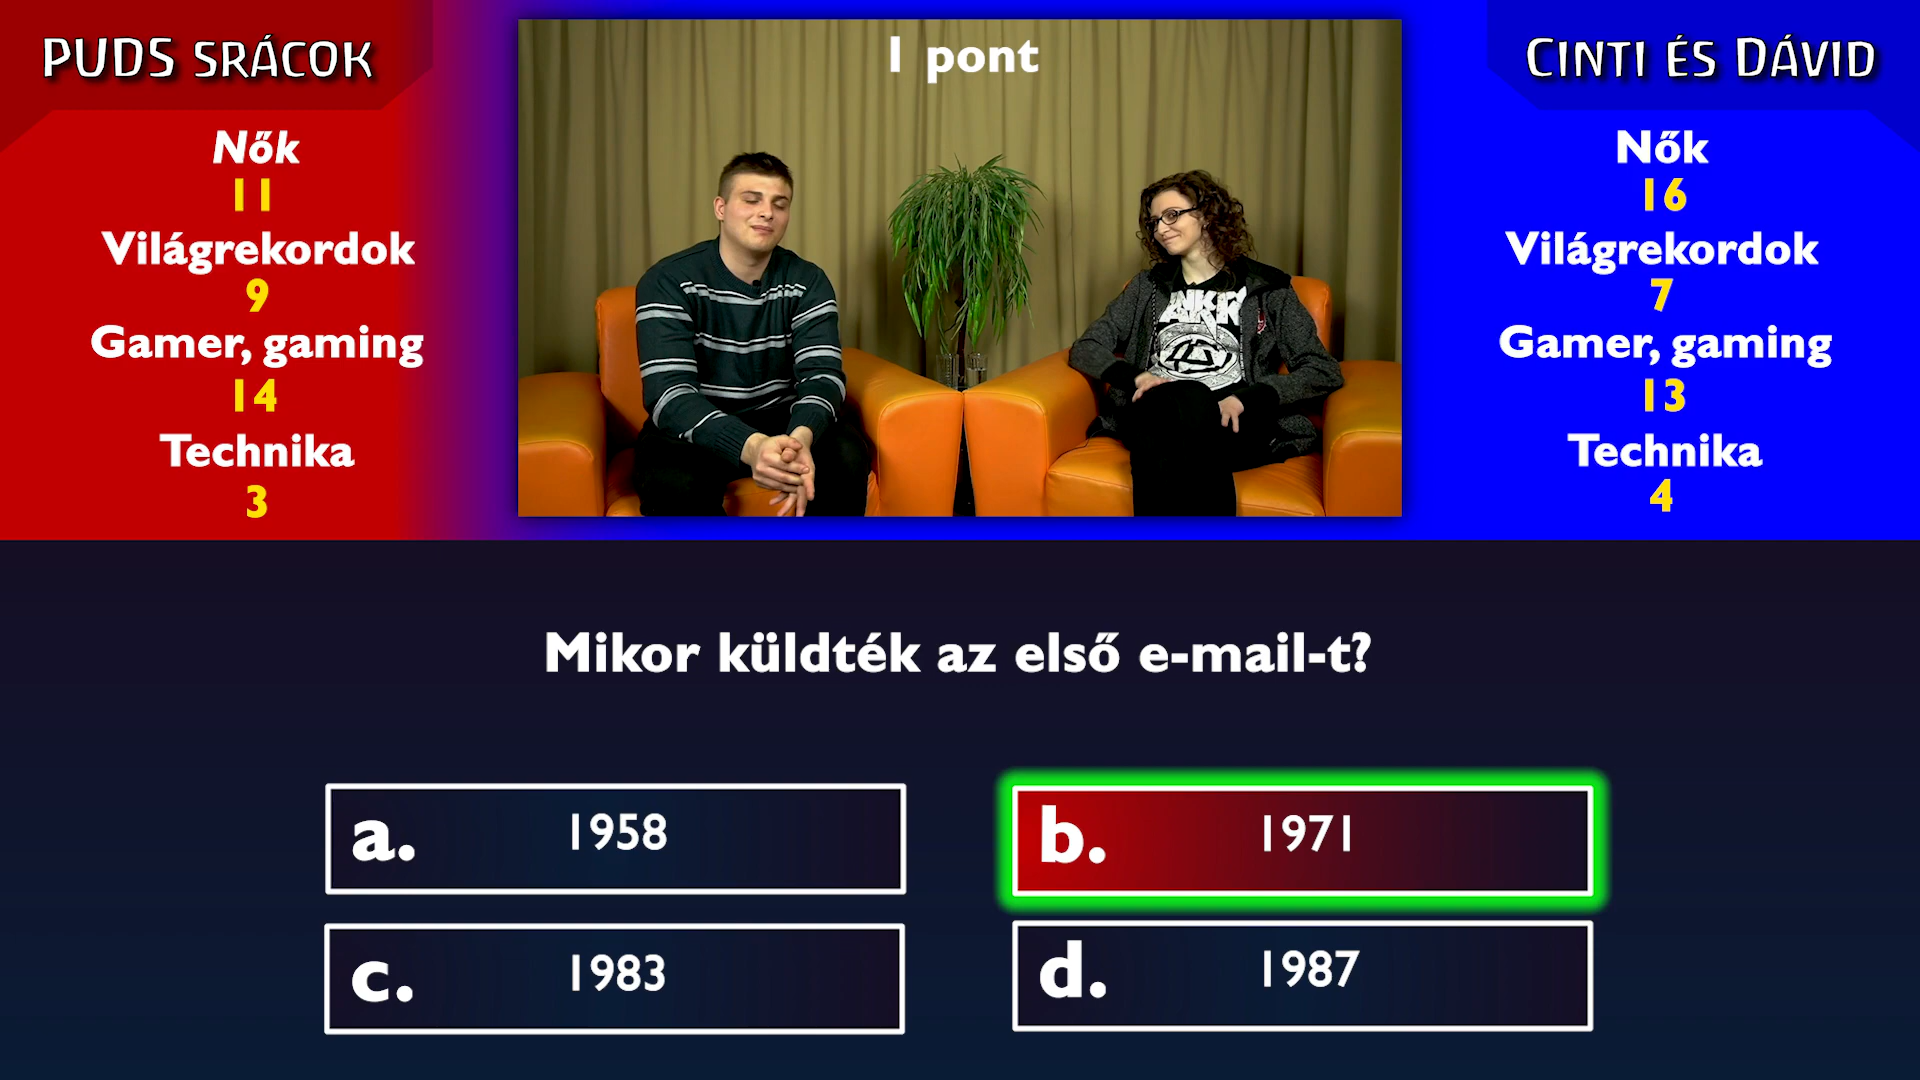 PUDS SRÁCOK
Nők
11
Világrekordok
9
Gamer, gaming
14
Technika
3
1 pont
CINTI ÉS DÁVID
Nők
16
Világrekordok
7
Gamer, gaming
13
Technika
4
Mikor küldték az első e-mail-t?
a. 1958
b. 1971
c. 1983
d. 1987